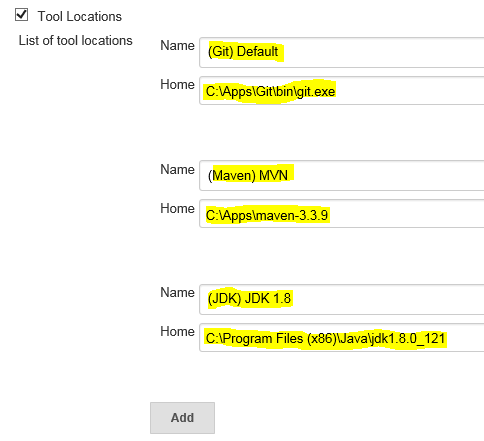 Tool Locations
List of tool locations
Name
(Git) Default
Home
C:\Apps\Git\bin\git.exe
Name
(Maven) MVN
Home
C:\Apps\maven-3.3.9
Name
(JDK) JDK 1.8
Home
C:\Program Files (x86)\Java\jdk1.8.0_121
Add